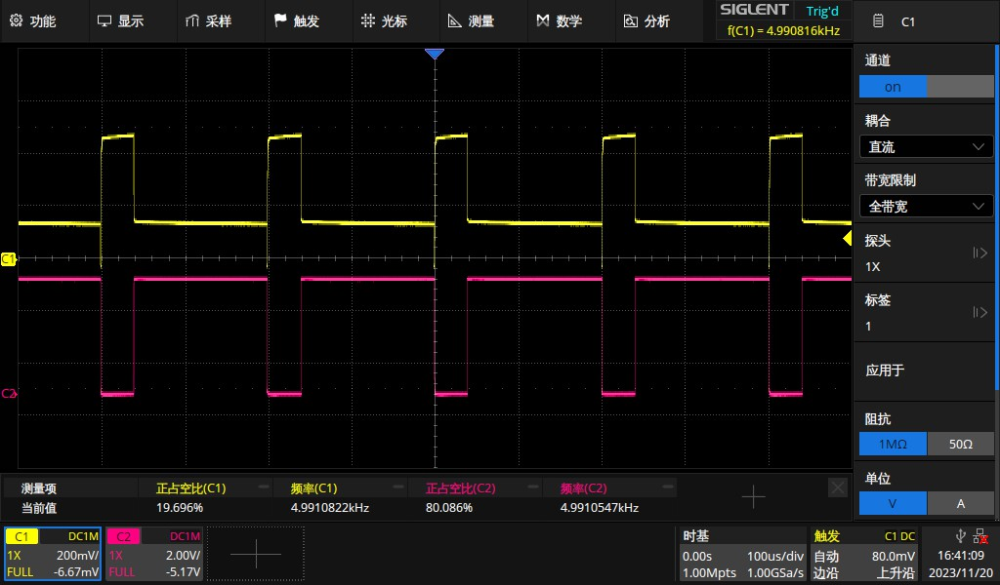 功能
显示
采样
触发
光标
测量
数学
分析
SIGLENT
Trig'd
f(C1) = 4.990816kHz
C1
通道
on
耦合
直流
带宽限制
全带宽
探头
1X
标签
1
应用于
阻抗
1MΩ
50Ω
单位
V
A
C1
C2
测量项
正占空比(C1)
频率(C1)
正占空比(C2)
频率(C2)
当前值
19.696%
4.9910822kHz
80.086%
4.9910547kHz
C1
DC1M
1X
200mV/
FULL
-6.67mV
C2
DC1M
1X
2.00V/
FULL
-5.17V
时基
0.00s
100us/div
1.00Mpts
1.00GSa/s
触发
C1 DC
自动
80.0mV
边沿
上升沿
16:41:09
2023/11/20